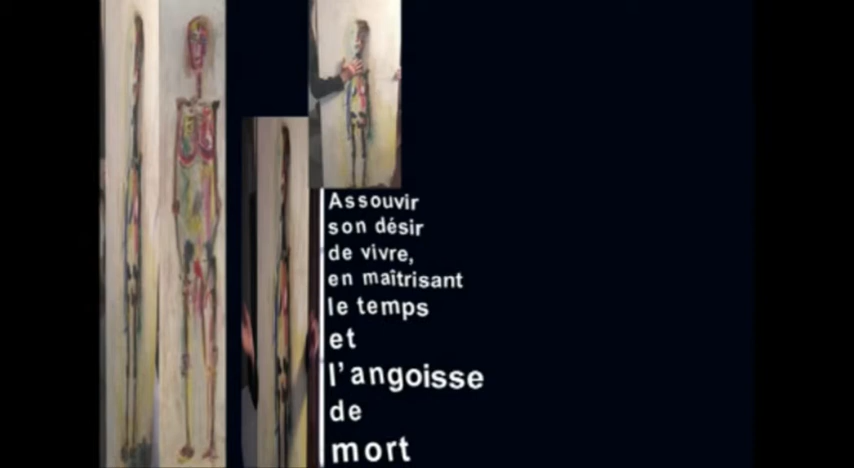 Assouvir
son désir
de vivre,
en maîtrisant
le temps
et
l'angoisse
de
mort